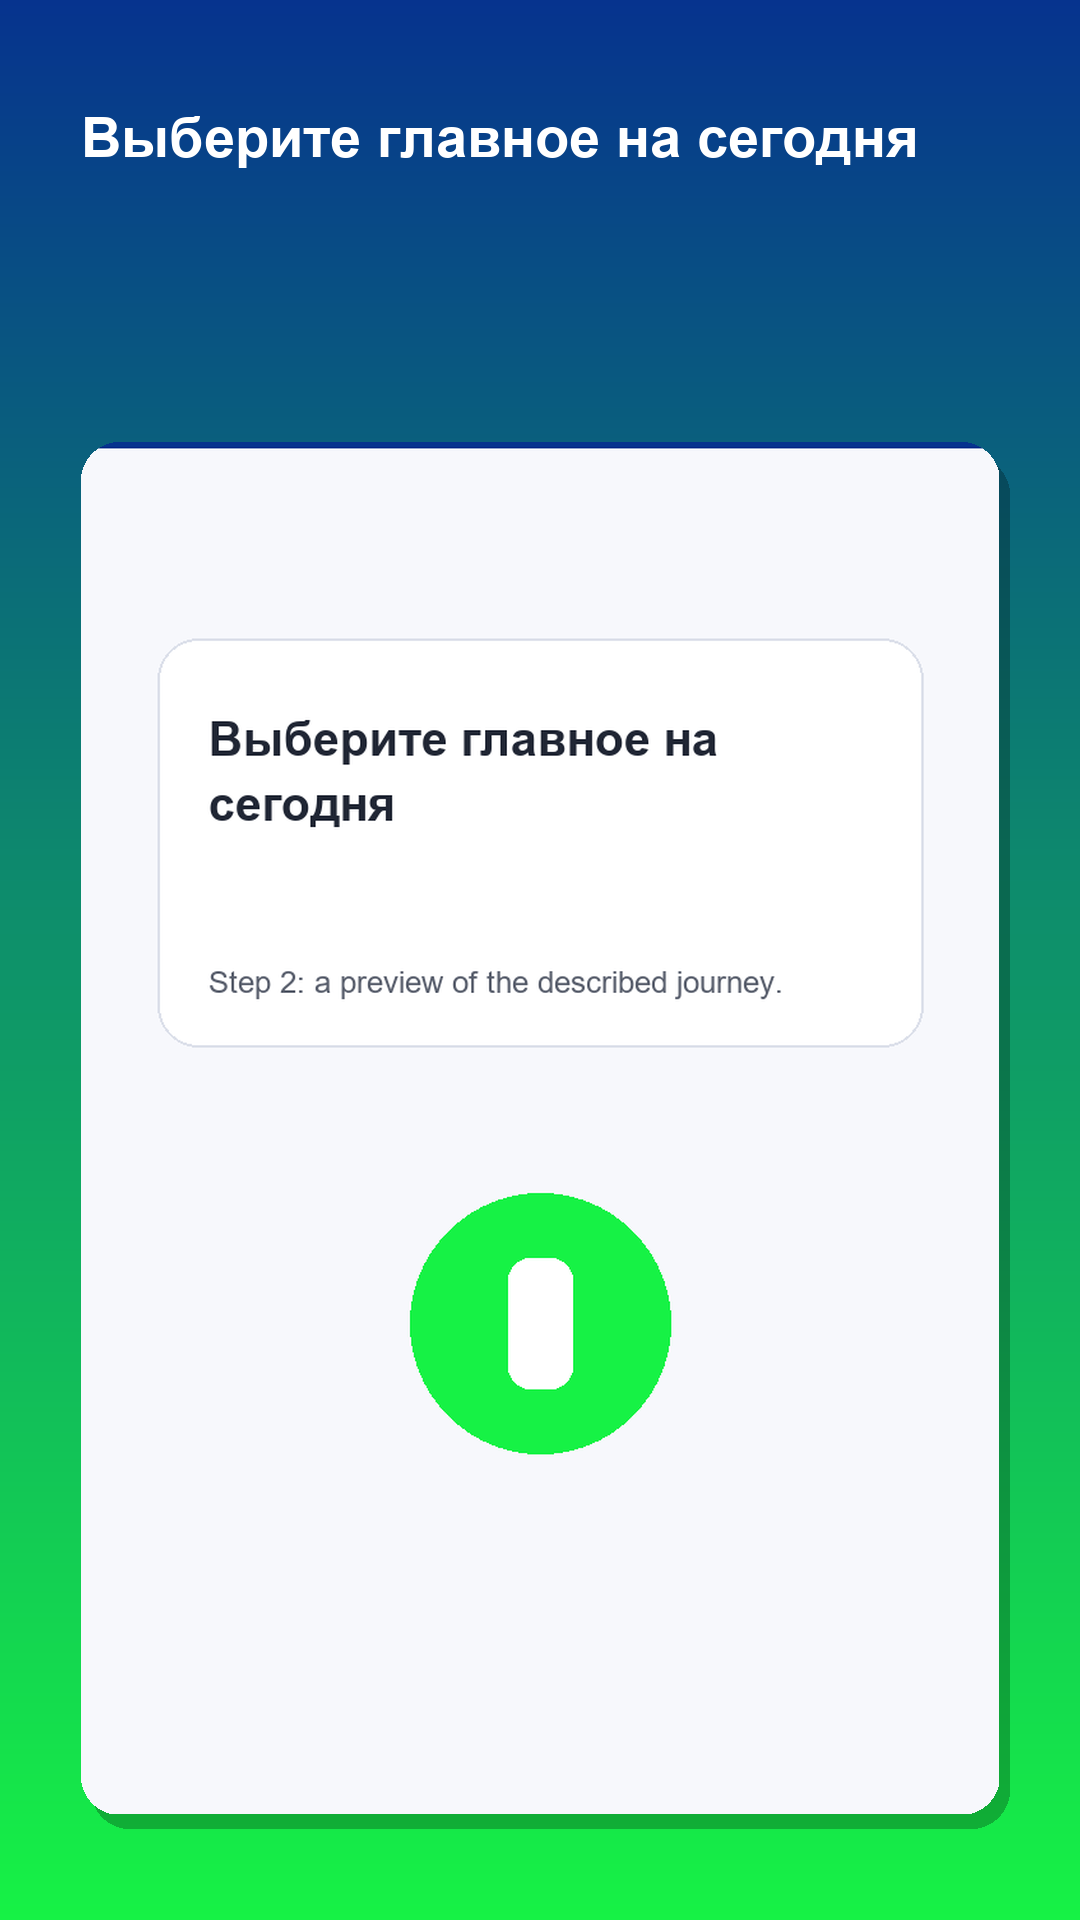 Выберите главное на сегодня
Выберите главное на
сегодня
Step 2: a preview of the described journey.